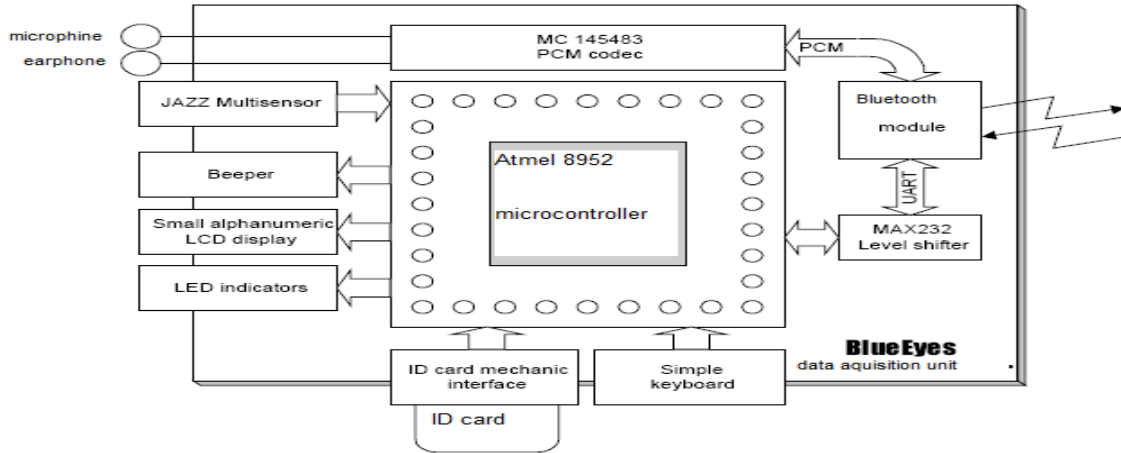 microphine
earphone
MC 145483
PCM codec
PCM
JAZZ Multisensor
Bluetooth
module
Atmel 8952
microcontroller
Beeper
UART
Small alphanumeric
LCD display
MAX232
Level shifter
LED indicators
BlueEyes
data aquisition unit
ID card mechanic
interface
Simple
keyboard
ID card